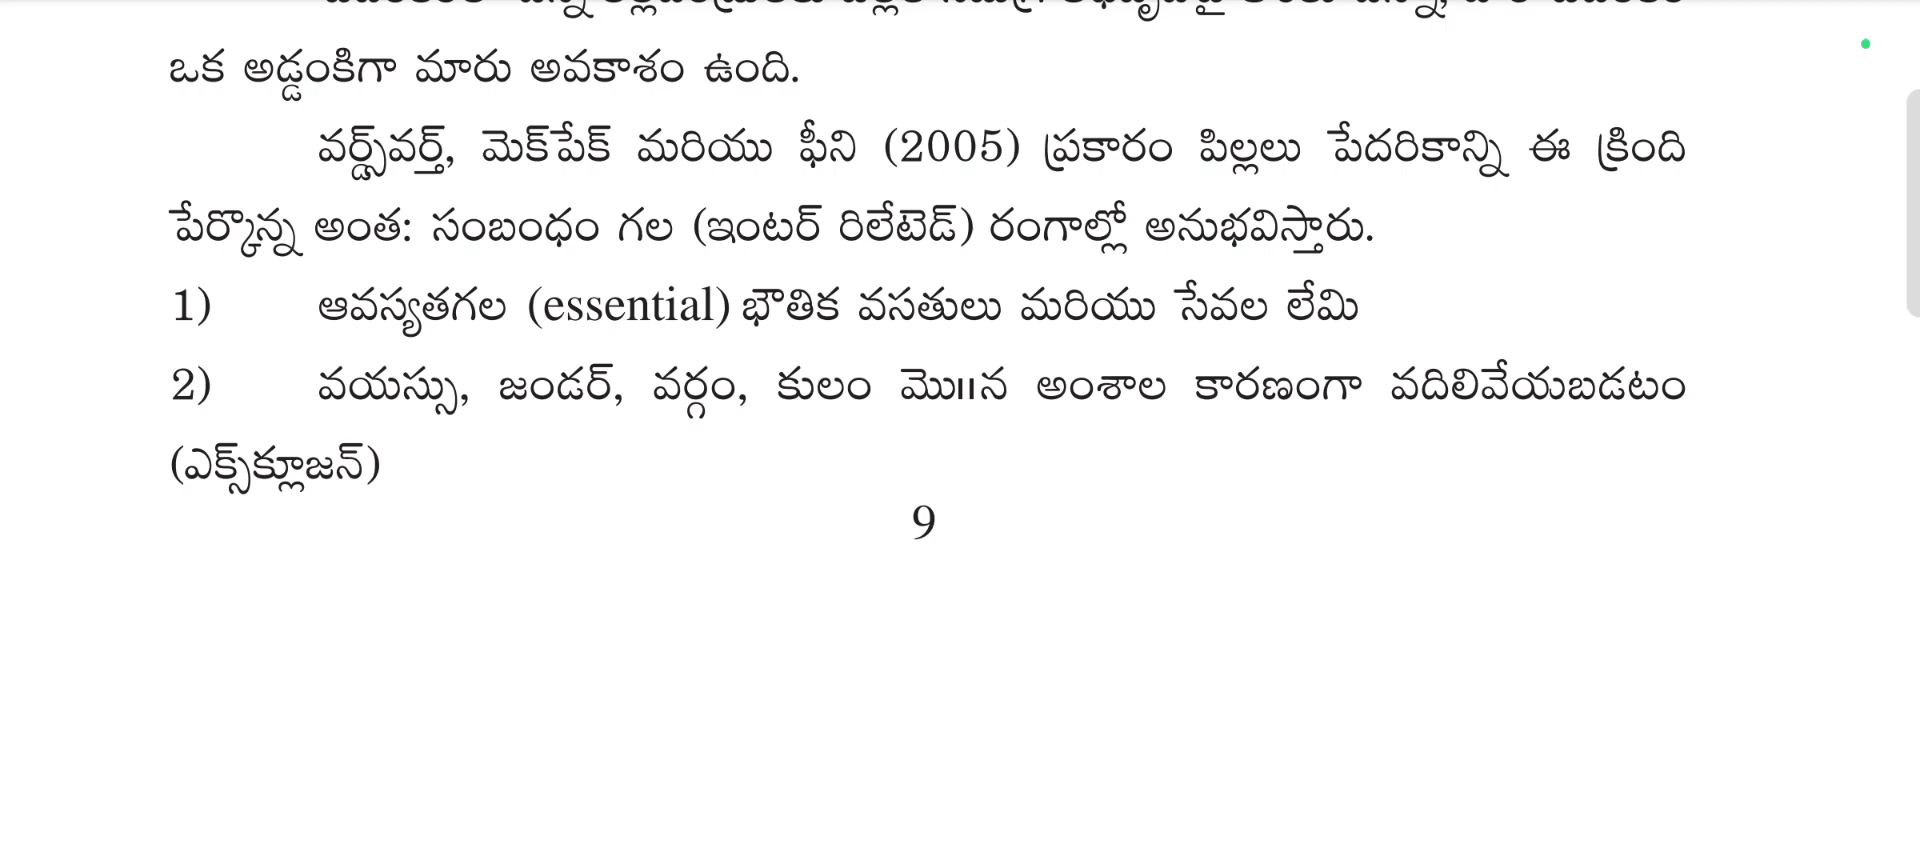 ఒక అడ్డంకిగా మారు అవకాశం ఉంది.
వర్డ్స్‌వర్త్, మెక్‌పేక్ మరియు ఫీని (2005) ప్రకారం పిల్లలు పేదరికాన్ని ఈ క్రింది
పేర్కొన్న అంత: సంబంధం గల (ఇంటర్ రిలేటెడ్) రంగాల్లో అనుభవిస్తారు.
1) ఆవస్యతగల (essential) భౌతిక వసతులు మరియు సేవల లేమి
2) వయస్సు, జండర్, వర్గం, కులం మొ॥న అంశాల కారణంగా వదిలివేయబడటం
(ఎక్స్‌క్లూజన్)
9